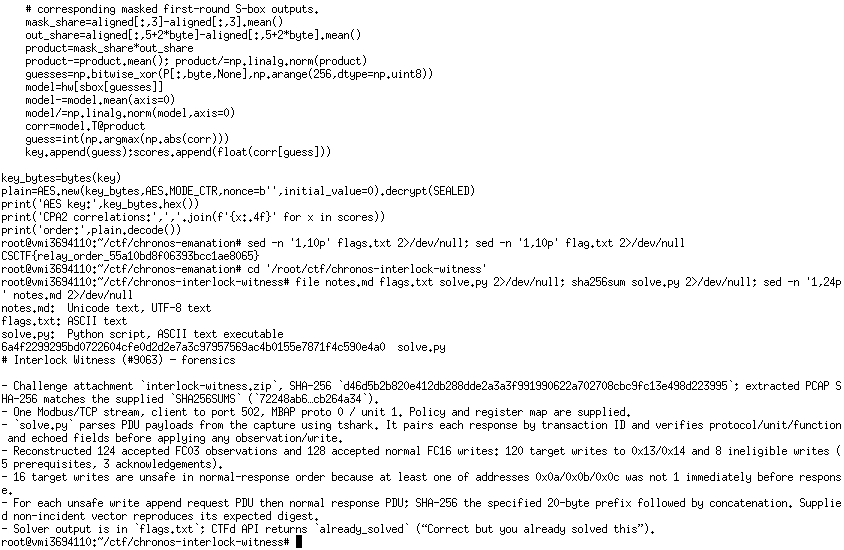 # corresponding masked first-round S-box outputs.
    mask_share=aligned[:,3]-aligned[:,3].mean()
    out_share=aligned[:,5+2*byte]-aligned[:,5+2*byte].mean()
    product=mask_share*out_share
    product-=product.mean(); product/=np.linalg.norm(product)
    guesses=np.bitwise_xor(P[:,byte,None],np.arange(256,dtype=np.uint8))
    model=hw[sbox[guesses]]
    model-=model.mean(axis=0)
    model/=np.linalg.norm(model,axis=0)
    corr=model.T@product
    guess=int(np.argmax(np.abs(corr)))
    key.append(guess);scores.append(float(corr[guess]))

key_bytes=bytes(key)
plain=AES.new(key_bytes,AES.MODE_CTR,nonce=b'',initial_value=0).decrypt(SEALED)
print('AES key:',key_bytes.hex())
print('CPA2 correlations:',','.join(f'{x:.4f}' for x in scores))
print('order:',plain.decode())
root@vmi3694110:~/ctf/chronos-emanation# sed -n '1,10p' flags.txt 2>/dev/null; sed -n '1,10p' flag.txt 2>/dev/null
CSCTF{relay_order_55a10bd8f06393bcc1ae8065}
root@vmi3694110:~/ctf/chronos-emanation# cd '/root/ctf/chronos-interlock-witness'
root@vmi3694110:~/ctf/chronos-interlock-witness# file notes.md flags.txt solve.py 2>/dev/null; sha256sum solve.py 2>/dev/null; sed -n '1,24p
' notes.md 2>/dev/null
notes.md:  Unicode text, UTF-8 text
flags.txt: ASCII text
solve.py:  Python script, ASCII text executable
6a4f2299295bd0722604cfe0d2d2e7a3c97957569ac4b0155e7871f4c590e4a0  solve.py
# Interlock Witness (#9063) — forensics

- Challenge attachment `interlock-witness.zip`, SHA-256 `d46d5b2b820e412db288dde2a3a3f991990622a702708cbc9fc13e498d223995`; extracted PCAP S
HA-256 matches the supplied `SHA256SUMS` (`72248ab6…cb264a34`).
- One Modbus/TCP stream, client to port 502, MBAP proto 0 / unit 1. Policy and register map are supplied.
- `solve.py` parses PDU payloads from the capture using tshark. It pairs each response by transaction ID and verifies protocol/unit/function
 and echoed fields before applying any observation/write.
- Reconstructed 124 accepted FC03 observations and 128 accepted normal FC16 writes: 120 target writes to 0x13/0x14 and 8 ineligible writes (
5 prerequisites, 3 acknowledgements).
- 16 target writes are unsafe in normal-response order because at least one of addresses 0x0a/0x0b/0x0c was not 1 immediately before respons
e.
- For each unsafe write append request PDU then normal response PDU; SHA-256 the specified 20-byte prefix followed by concatenation. Supplie
d non-incident vector reproduces its expected digest.
- Solver output is in `flags.txt`; CTFd API returns `already_solved` (“Correct but you already solved this”).
root@vmi3694110:~/ctf/chronos-interlock-witness#